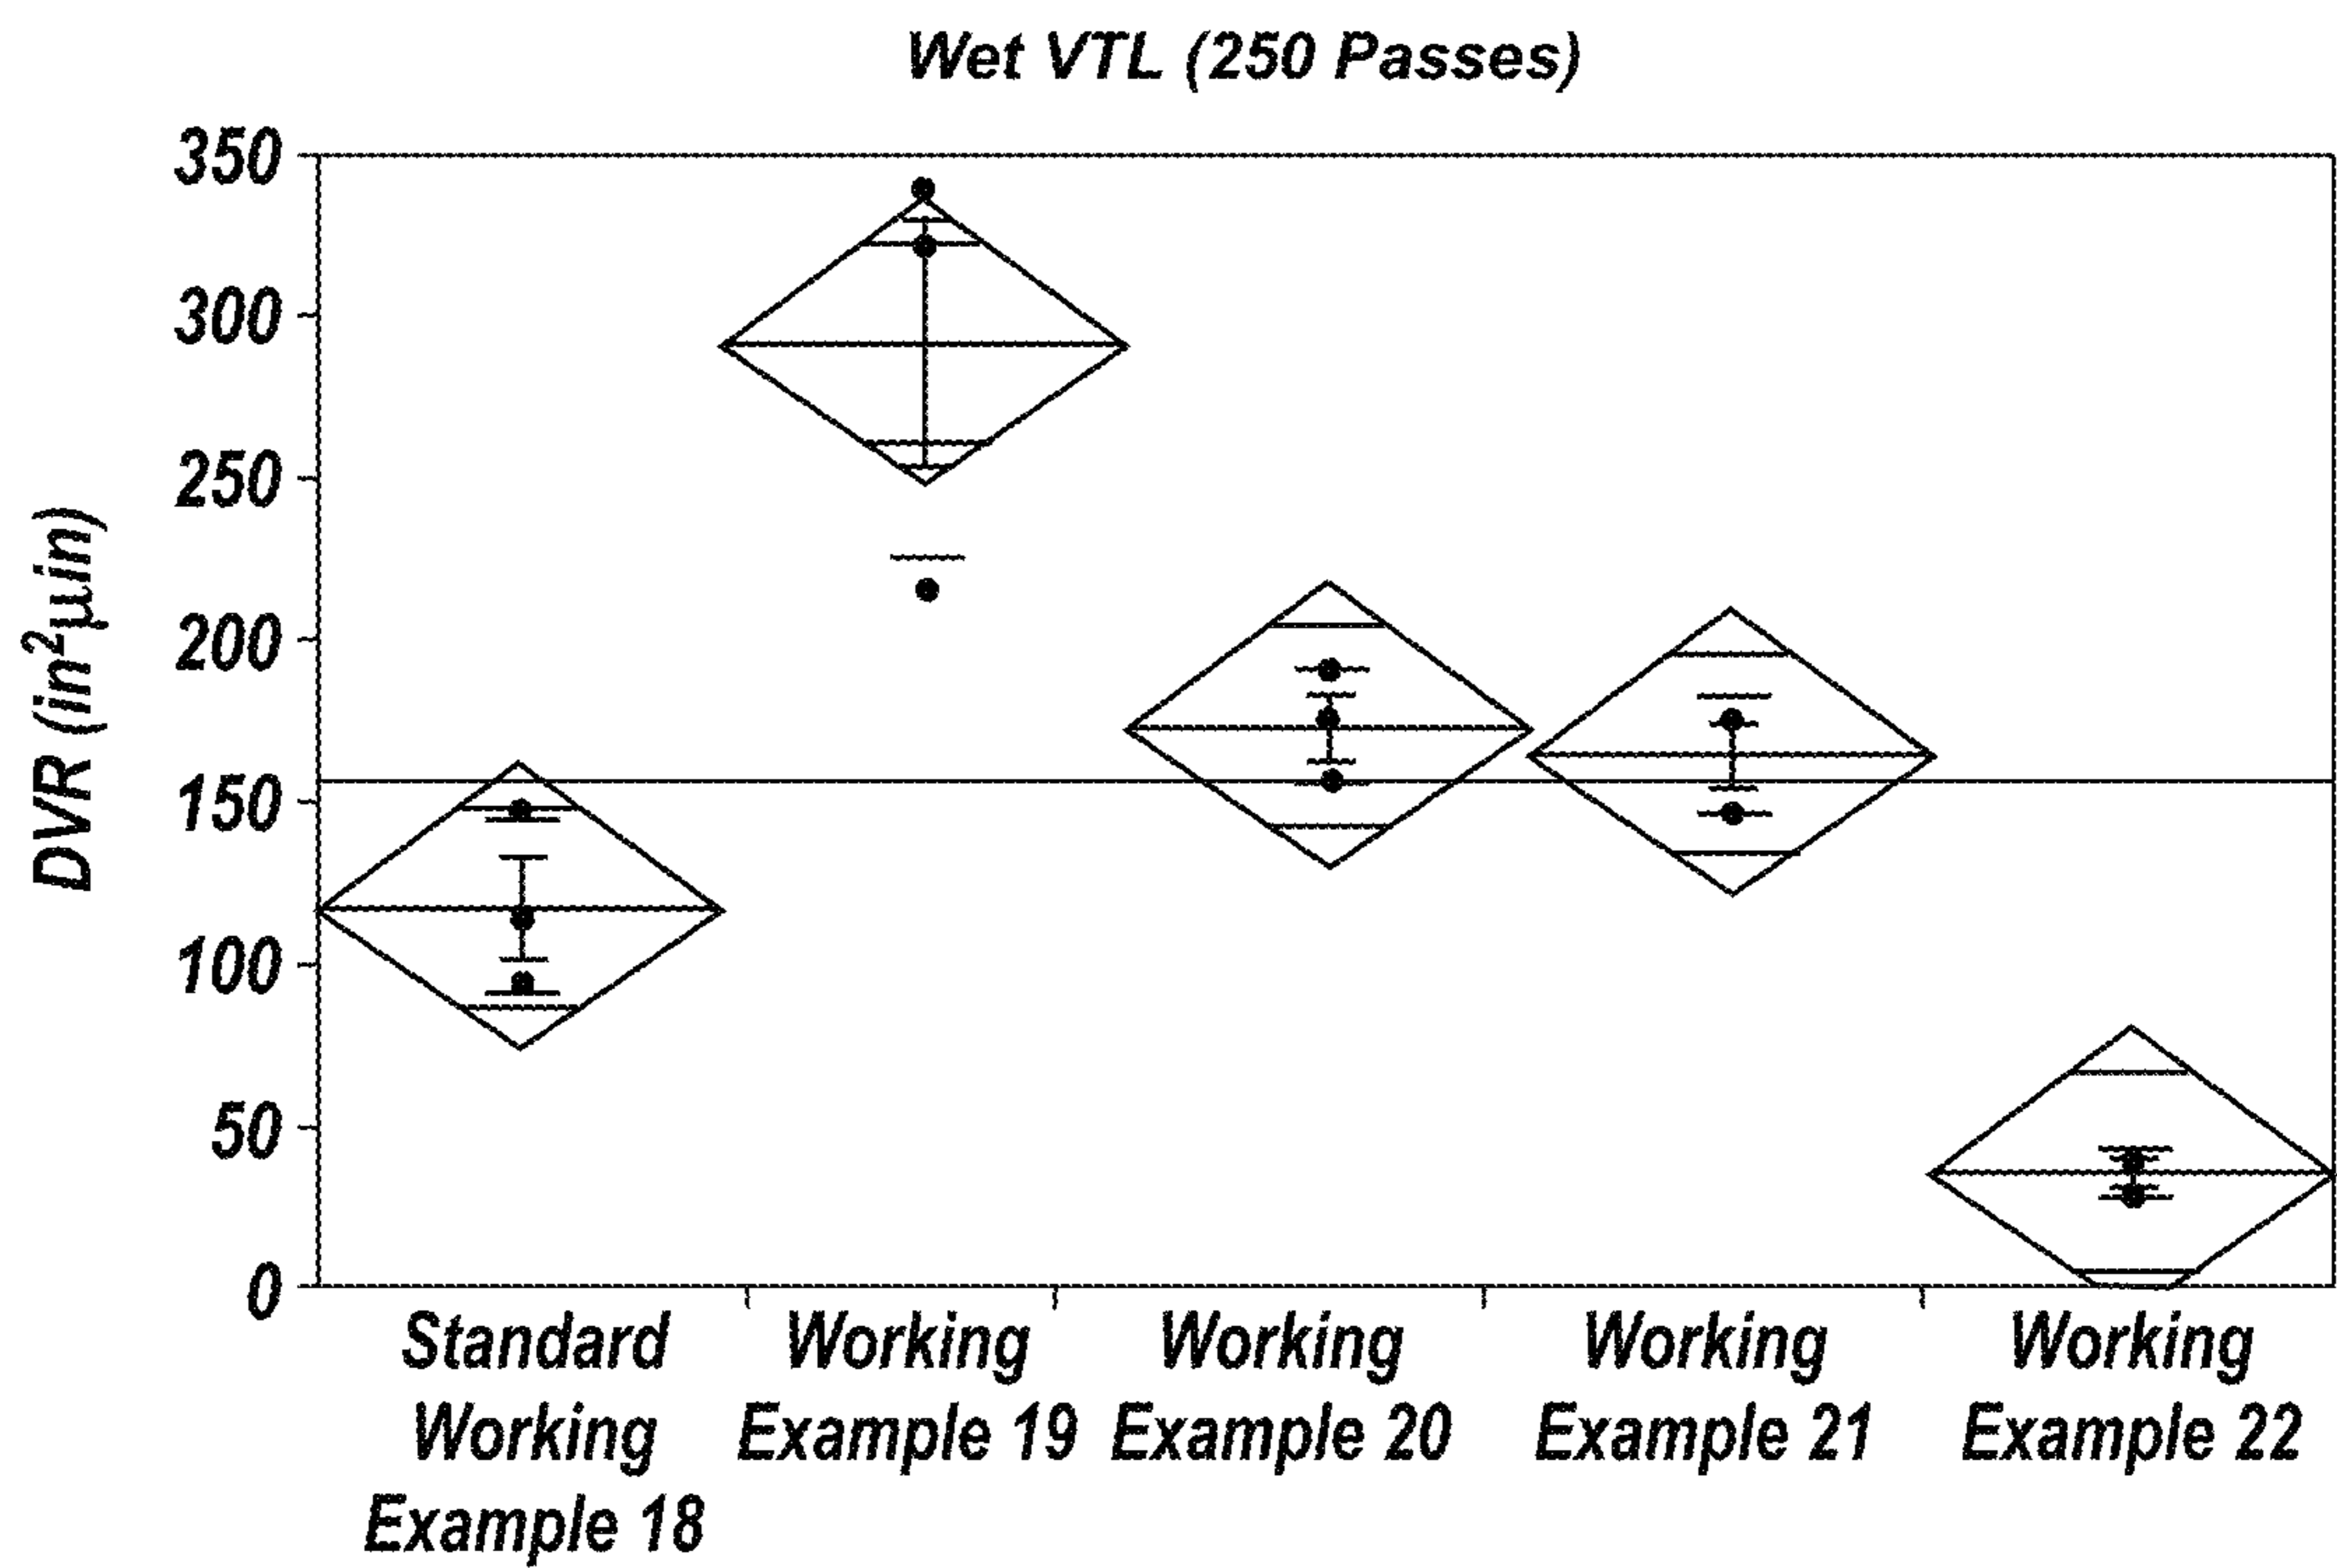 Wet VTL (250 Passes)
350
300
250
200
150
100
50
0
DVR (in²µin)
Standard
Working
Example 18
Working
Example 19
Working
Example 20
Working
Example 21
Working
Example 22